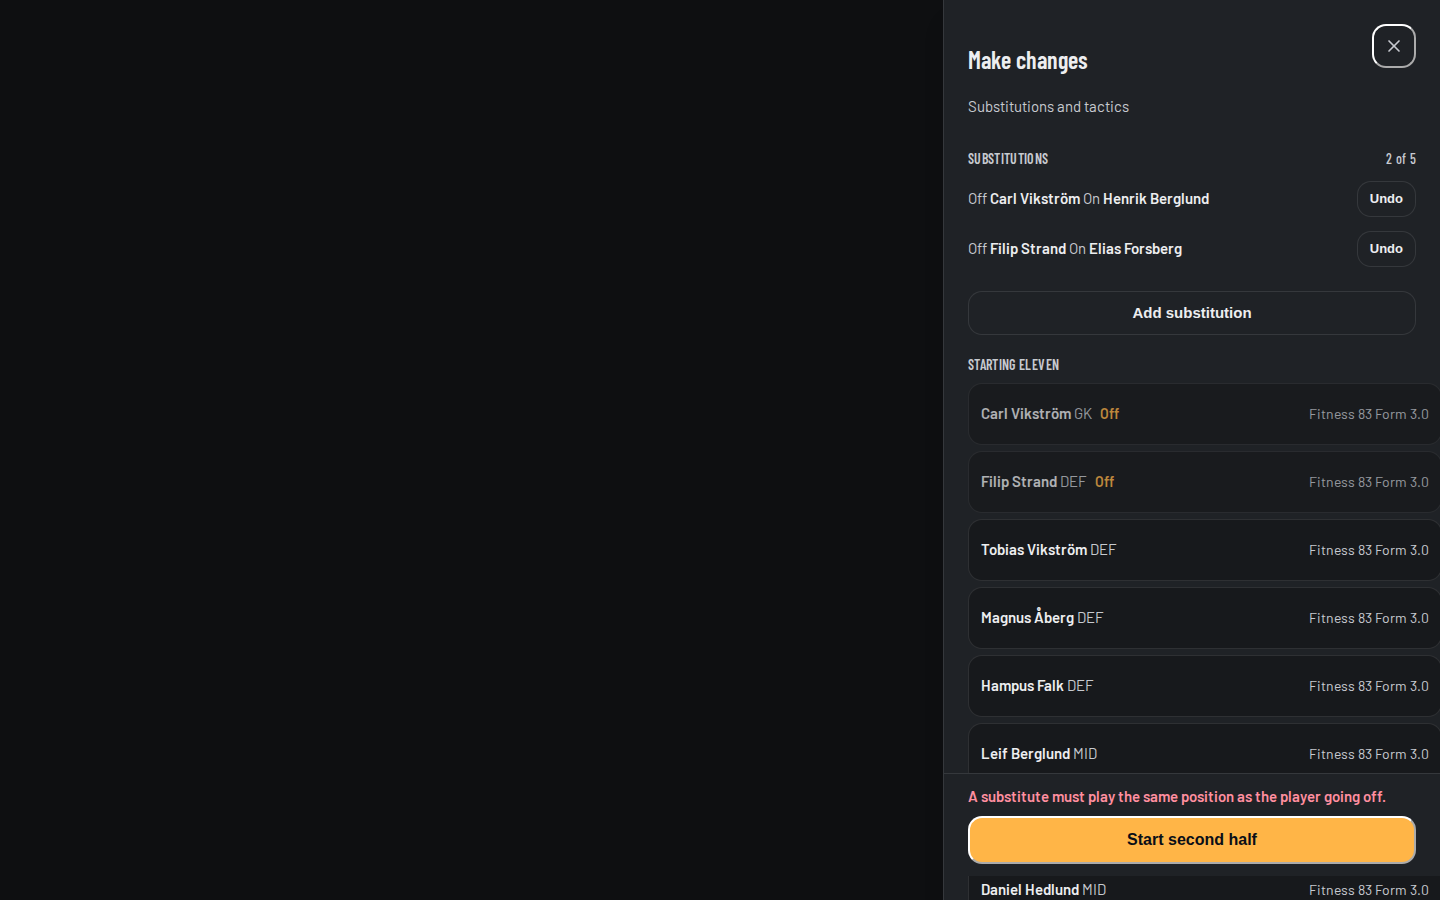 Make changes
Substitutions and tactics
SUBSTITUTIONS 2 of 5
Off Carl Vikström On Henrik Berglund Undo
Off Filip Strand On Elias Forsberg Undo
Add substitution
STARTING ELEVEN
Carl Vikström GK Off Fitness 83 Form 3.0
Filip Strand DEF Off Fitness 83 Form 3.0
Tobias Vikström DEF Fitness 83 Form 3.0
Magnus Åberg DEF Fitness 83 Form 3.0
Hampus Falk DEF Fitness 83 Form 3.0
Leif Berglund MID Fitness 83 Form 3.0
A substitute must play the same position as the player going off.
Start second half
Daniel Hedlund MID Fitness 83 Form 3.0